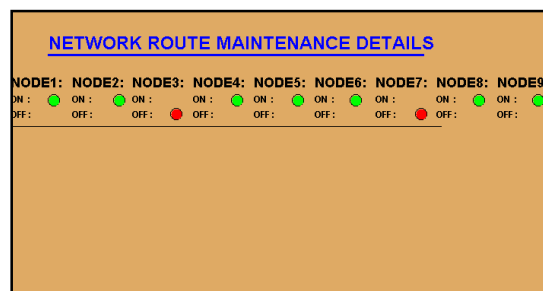 NETWORK ROUTE MAINTENANCE DETAILS
NODE1: NODE2: NODE3: NODE4: NODE5: NODE6: NODE7: NODE8: NODE9
ON : ON : ON : ON : ON : ON : ON : ON : ON :
OFF: OFF: OFF: OFF: OFF: OFF: OFF: OFF: OFF: